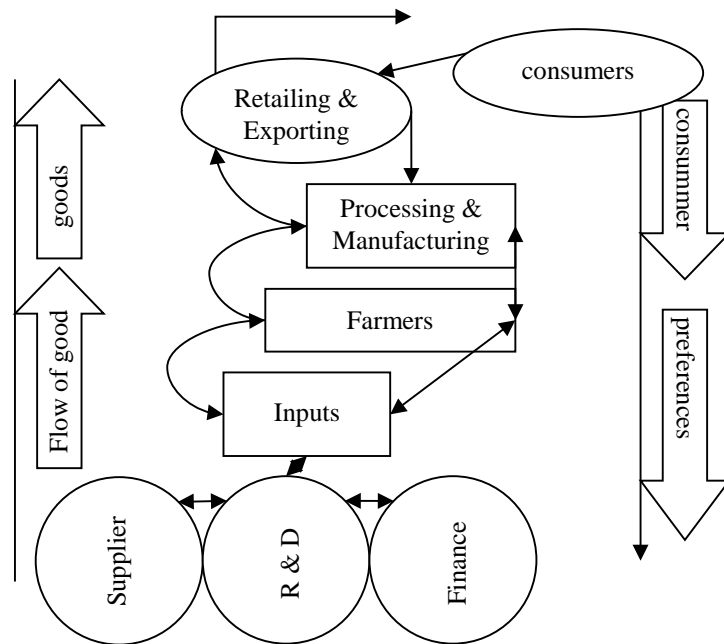 consumers
Retailing &
Exporting
goods
consummer
Processing &
Manufacturing
Farmers
Flow of good
preferences
Inputs
Supplier
R & D
Finance